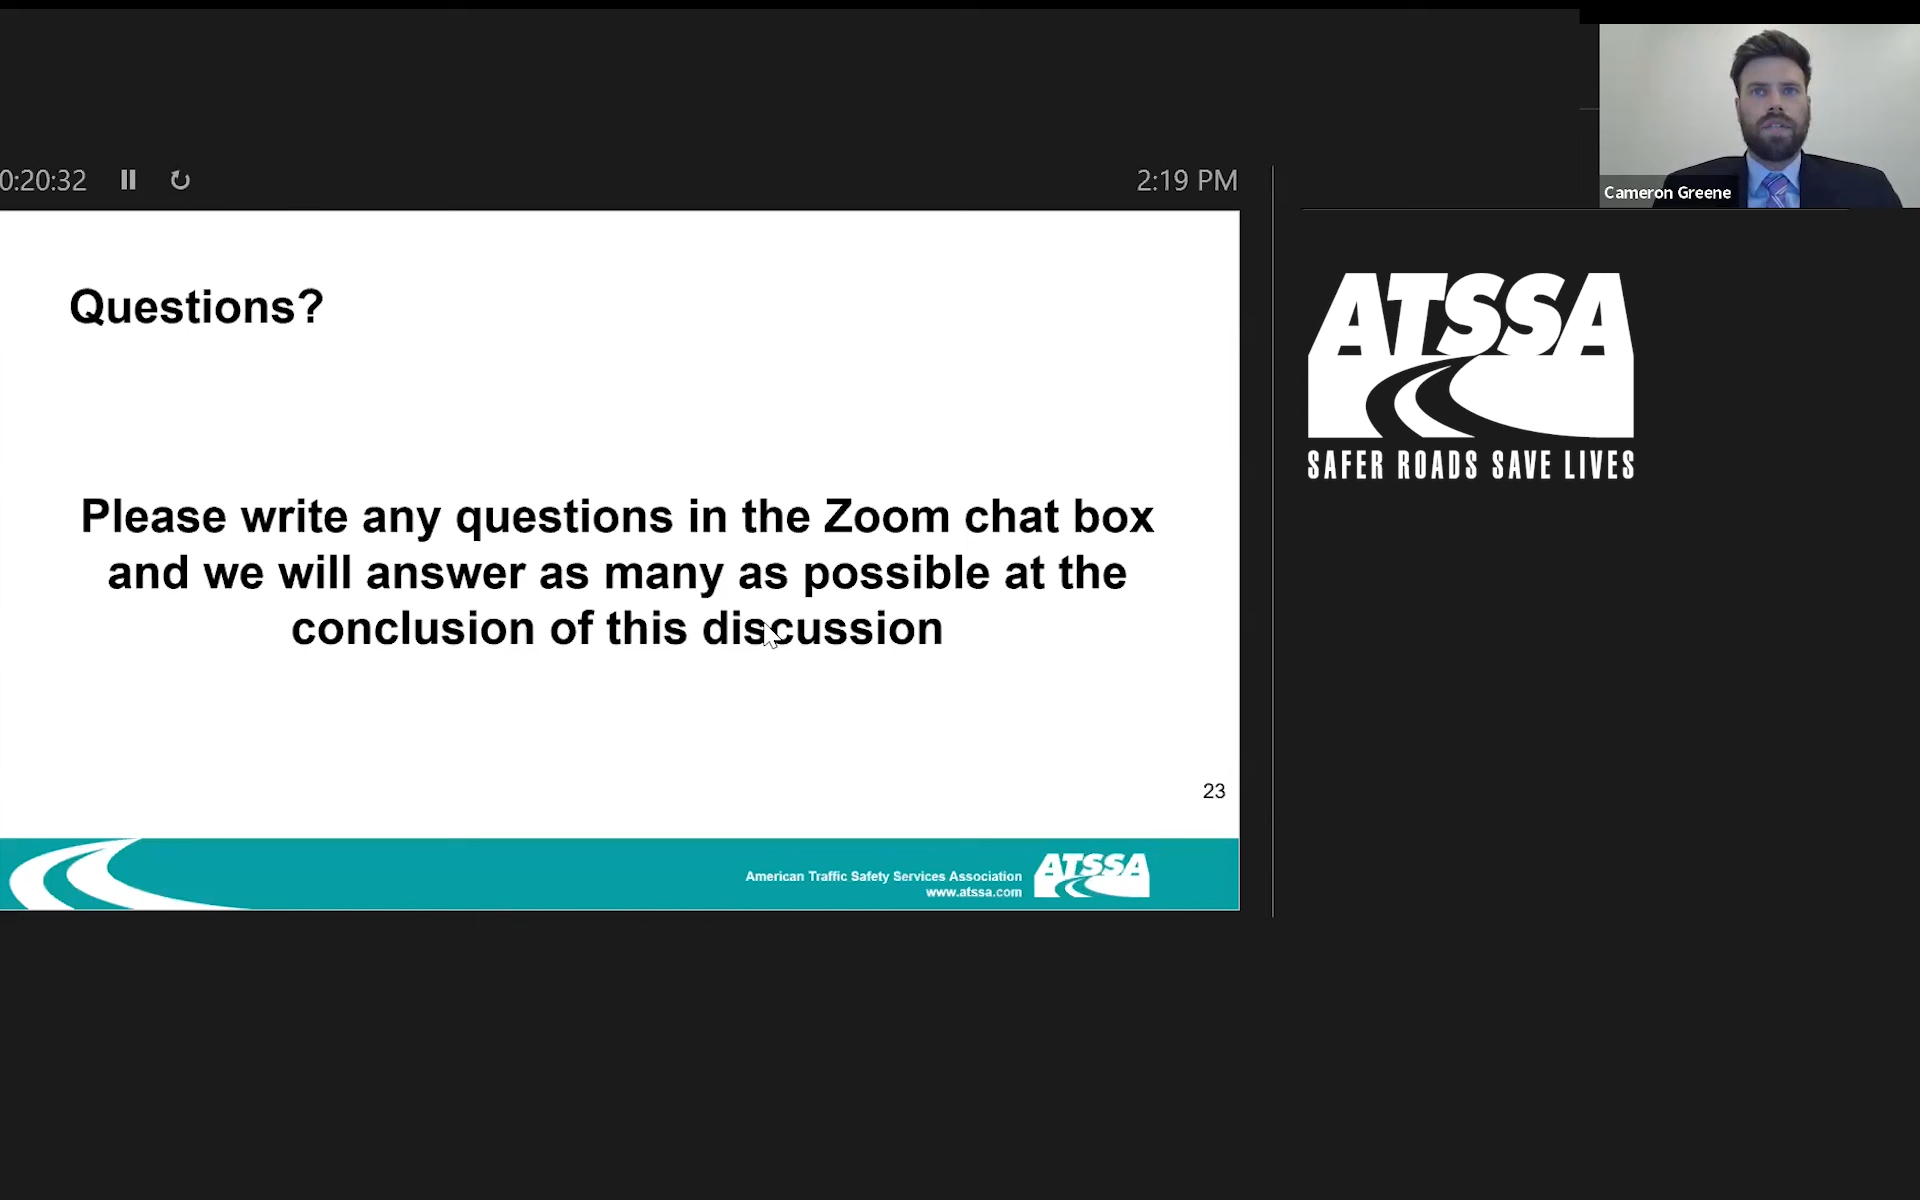 0:20:32
2:19 PM
Cameron Greene
Questions?
Please write any questions in the Zoom chat box
and we will answer as many as possible at the
conclusion of this discussion
23
American Traffic Safety Services Association
www.atssa.com
ATSSA
ATSSA
SAFER ROADS SAVE LIVES